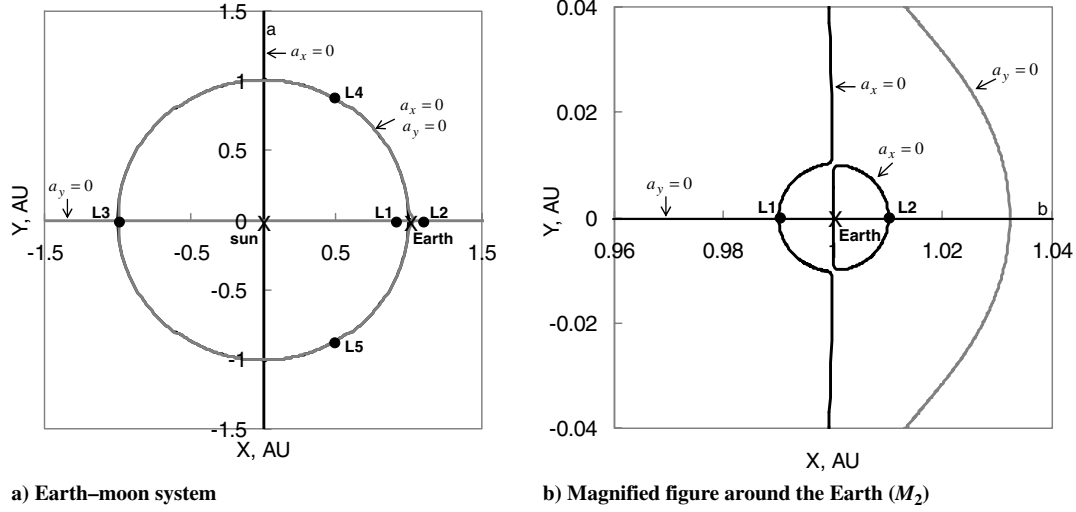 1.5
a
a_x = 0
1
L4
a_x = 0
a_y = 0
0.5
Y, AU
a_y = 0
L3
0
L1
L2
sun
Earth
-1.5
-0.5
0.5
1.5
-0.5
L5
-1
-1.5
X, AU
a) Earth–moon system
0.04
a_y = 0
a_x = 0
0.02
a_x = 0
Y, AU
a_y = 0
L1
L2
b
0
Earth
0.96
0.98
1
1.02
1.04
-0.02
-0.04
X, AU
b) Magnified figure around the Earth (M_2)